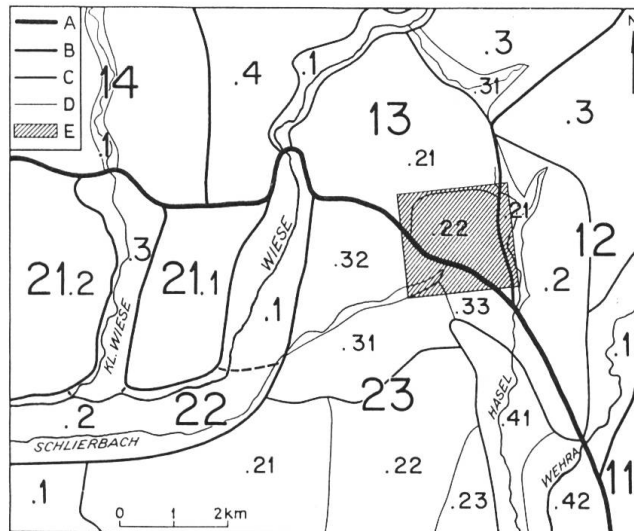 A
B
C
D
E
N
14
.4
.1
.3
.31
13
.3
.1
.21
.21
.22
12
.2
21.2
.3
21.1
WIESE
.32
.33
KL. WIESE
.1
.31
.1
HASEL
.2
22
23
.41
SCHLIERBACH
WEHRA
.21
.22
11
.1
.23
.42
0 1 2km